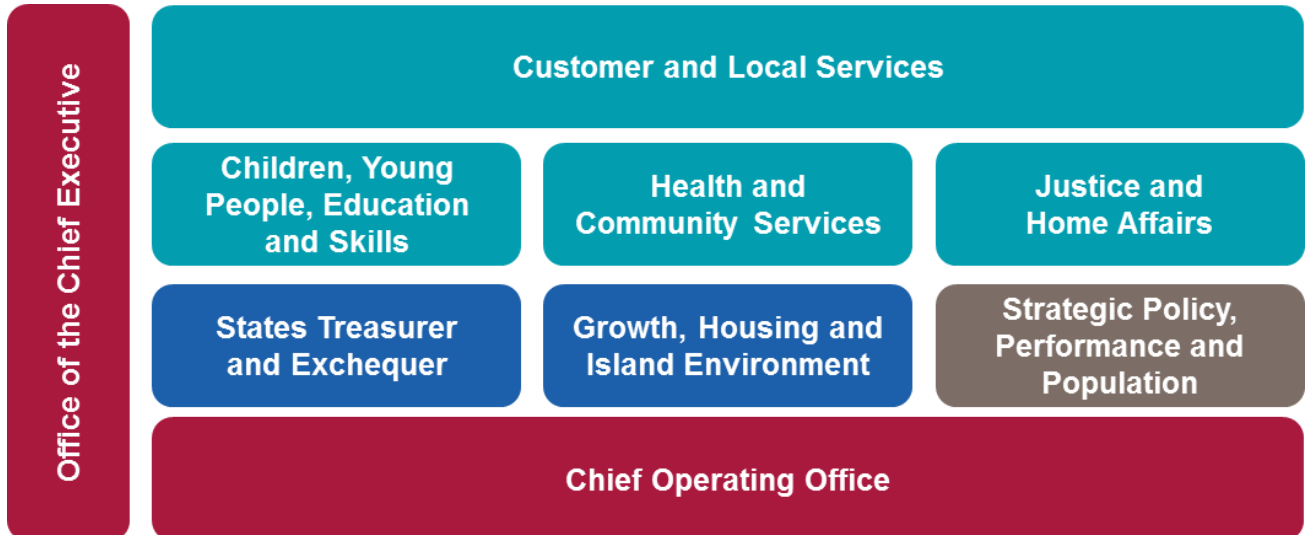 Office of the Chief Executive
Customer and Local Services
Children, Young
People, Education
and Skills
Health and
Community Services
Justice and
Home Affairs
States Treasurer
and Exchequer
Growth, Housing and
Island Environment
Strategic Policy,
Performance and
Population
Chief Operating Office